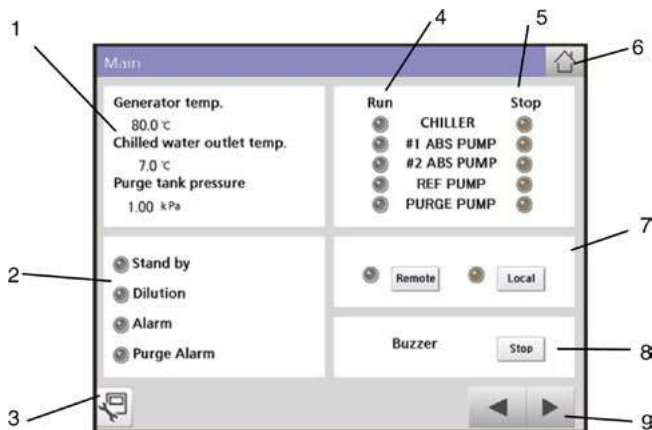 1
4
5
6
Main
Generator temp.
80.0 ℃
Chilled water outlet temp.
7.0 ℃
Purge tank pressure
1.00 kPa
Run Stop
CHILLER
#1 ABS PUMP
#2 ABS PUMP
REF PUMP
PURGE PUMP
2
Stand by
Dilution
Alarm
Purge Alarm
7
Remote Local
Buzzer Stop
8
3
9